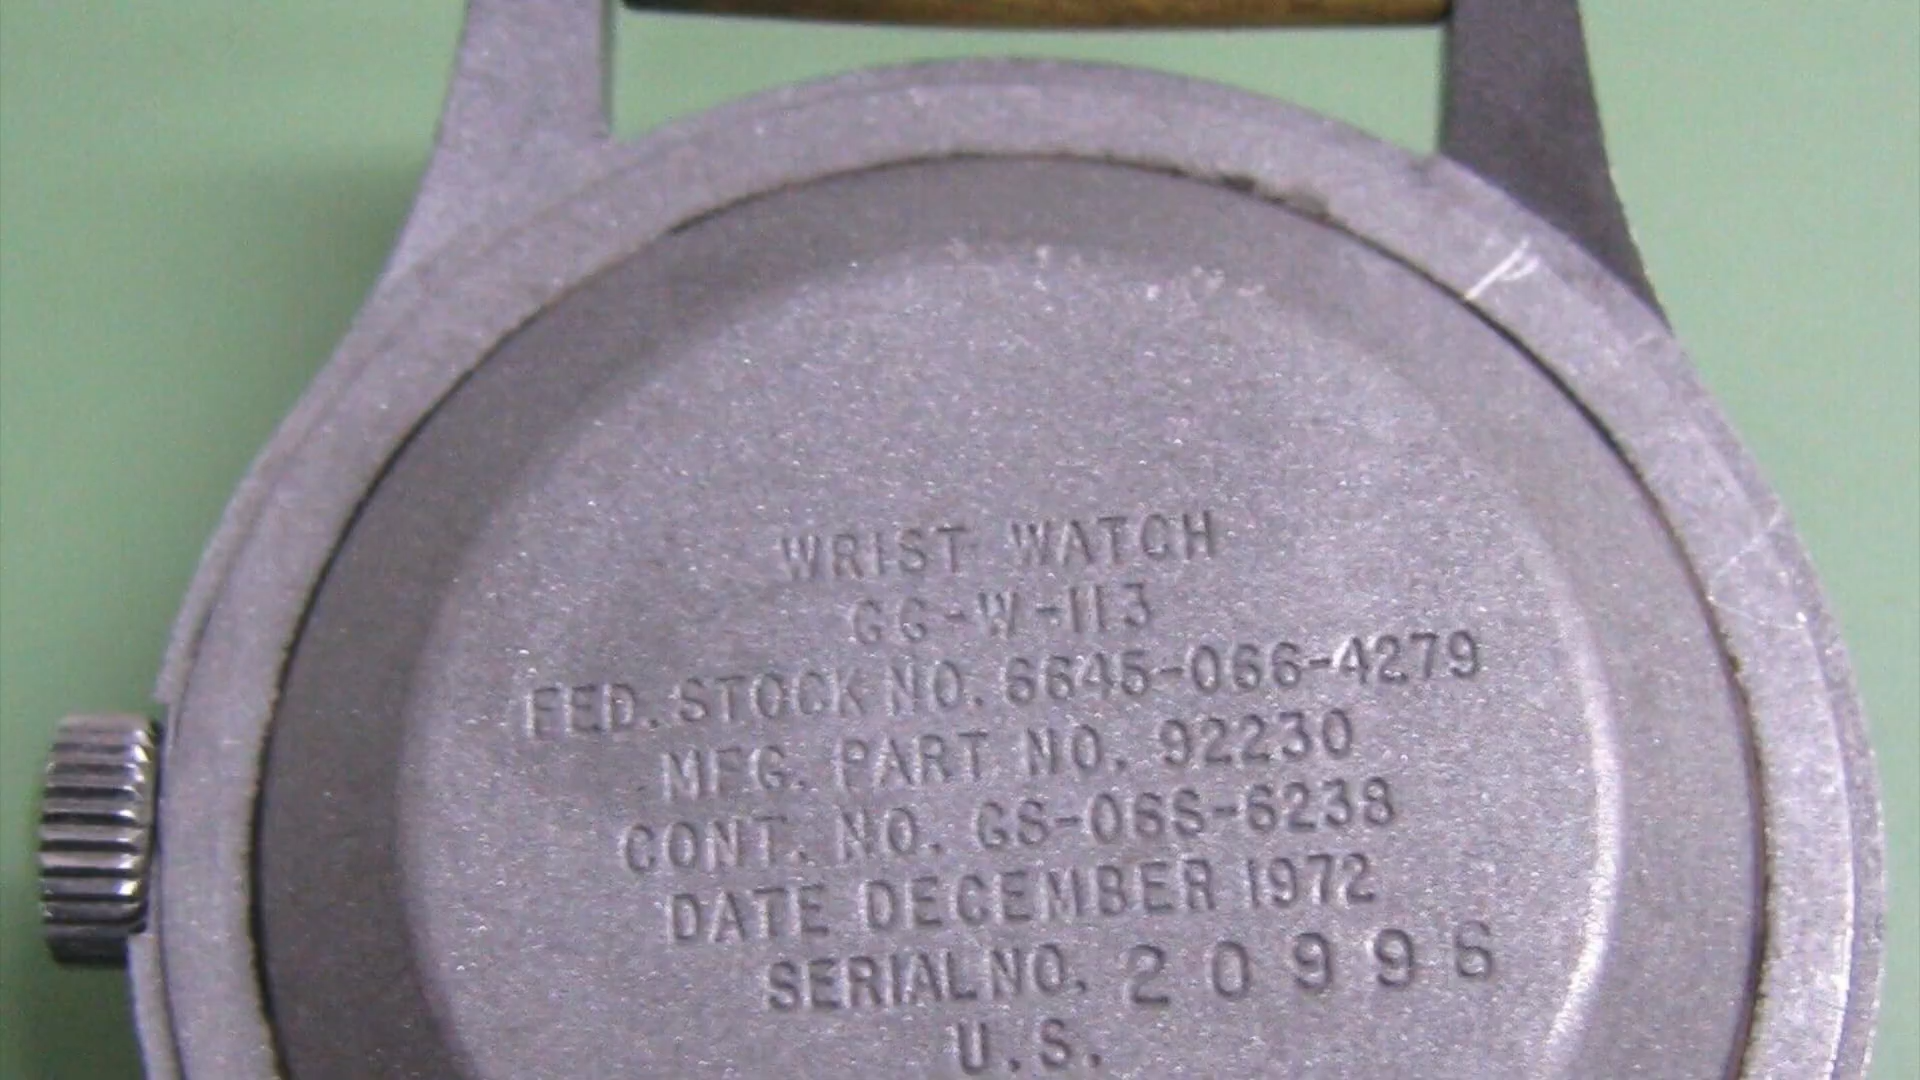 WRIST WATCH
GG-W-113
FED. STOCK NO. 6645-066-4279
MFG. PART NO. 92230
CONT. NO. GS-06S-6238
DATE DECEMBER 1972
SERIAL NO. 20996
U.S.